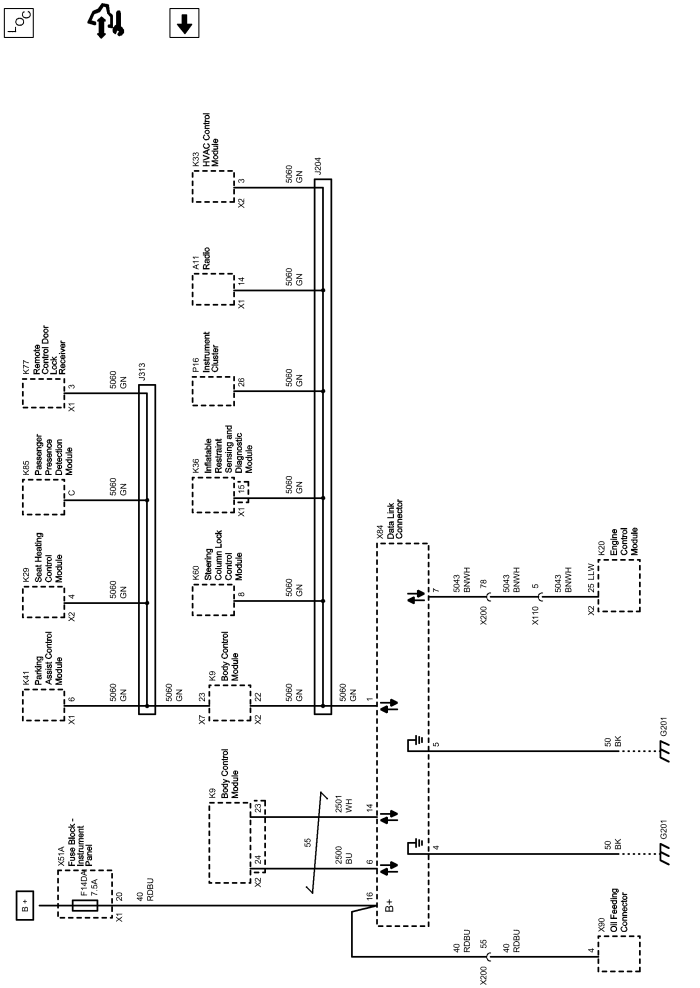 LOC
B+
X51A
Fuse Block -
Instrument
Panel
F14DA
7.5A
X1
20
40
RDBU
K41
Parking
Assist Control
Module
X1
6
5060
GN
K29
Seat Heating
Control
Module
X2
4
5060
GN
K85
Passenger
Presence
Detection
Module
C
5060
GN
K77
Remote
Control Door
Lock
Receiver
X1
3
5060
GN
J313
5060
GN
K9
Body Control
Module
X7
23
X2
22
5060
GN
K60
Steering
Column Lock
Control
Module
8
5060
GN
K36
Inflatable
Restraint
Sensing and
Diagnostic
Module
X1
15
5060
GN
P16
Instrument
Cluster
26
5060
GN
A11
Radio
X1
14
5060
GN
K33
HVAC Control
Module
X2
3
5060
GN
J204
5060
GN
K9
Body Control
Module
X2
24
23
55
2500
BU
2501
WH
16
6
14
1
B+
X84
Data Link
Connector
4
5
7
40
RDBU
X200
55
40
RDBU
4
X90
Oil Feeding
Connector
50
BK
G201
50
BK
G201
5043
BNWH
X200
78
5043
BNWH
X110
5
5043
BNWH
X2
25 LLW
K20
Engine
Control
Module